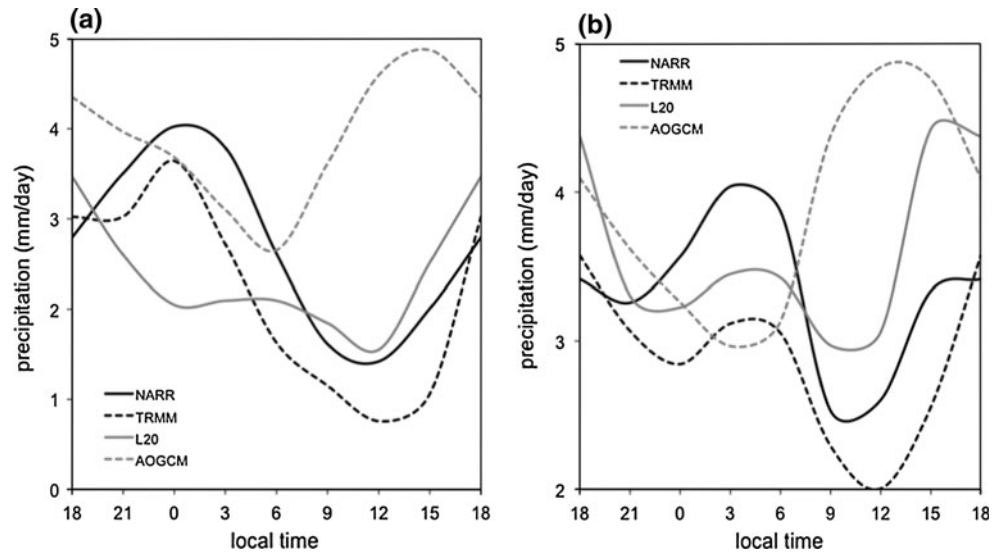 (a)
5
4
3
2
1
0
precipitation (mm/day)
NARR
TRMM
L20
AOGCM
18 21 0 3 6 9 12 15 18
local time
(b)
5
4
3
2
precipitation (mm/day)
NARR
TRMM
L20
AOGCM
18 21 0 3 6 9 12 15 18
local time